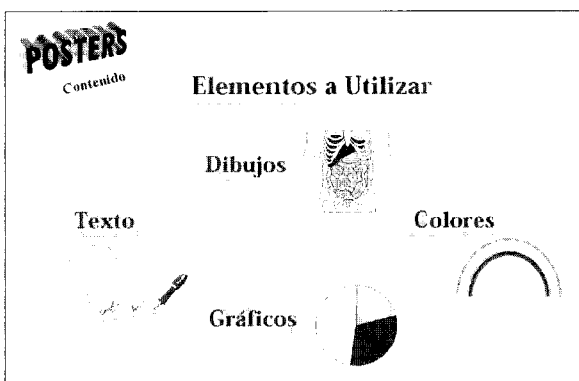 POSTERS
Contenido
Elementos a Utilizar
Dibujos
Texto
Colores
Gráficos